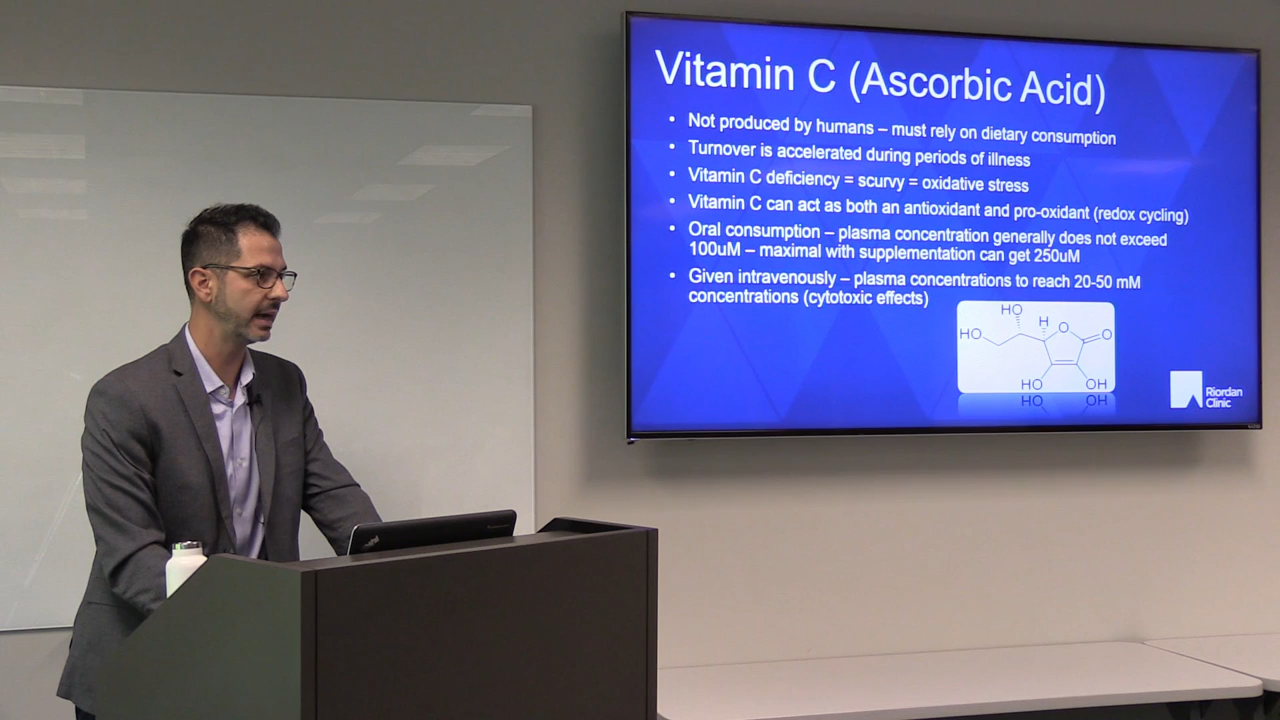 Vitamin C (Ascorbic Acid)
• Not produced by humans – must rely on dietary consumption
• Turnover is accelerated during periods of illness
• Vitamin C deficiency = scurvy = oxidative stress
• Vitamin C can act as both an antioxidant and pro-oxidant (redox cycling)
• Oral consumption – plasma concentration generally does not exceed
100uM – maximal with supplementation can get 250uM
• Given intravenously – plasma concentrations to reach 20-50 mM
concentrations (cytotoxic effects)
HO
H
O
O
HO
HO
OH
HO
OH
Riordan
Clinic